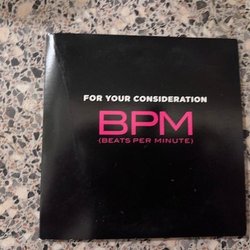 FOR YOUR CONSIDERATION
BPM
(BEATS PER MINUTE)